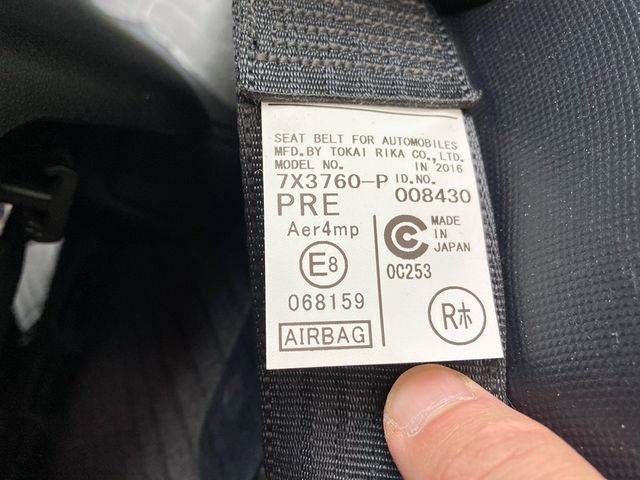 SEAT BELT FOR AUTOMOBILES
MFD.BY TOKAI RIKA CO.,LTD.
MODEL NO. IN 2016
7X3760-P ID.NO. 008430
PRE
Aer4mp
E8
068159
AIRBAG
MADE
IN
JAPAN
0C253
Rホ